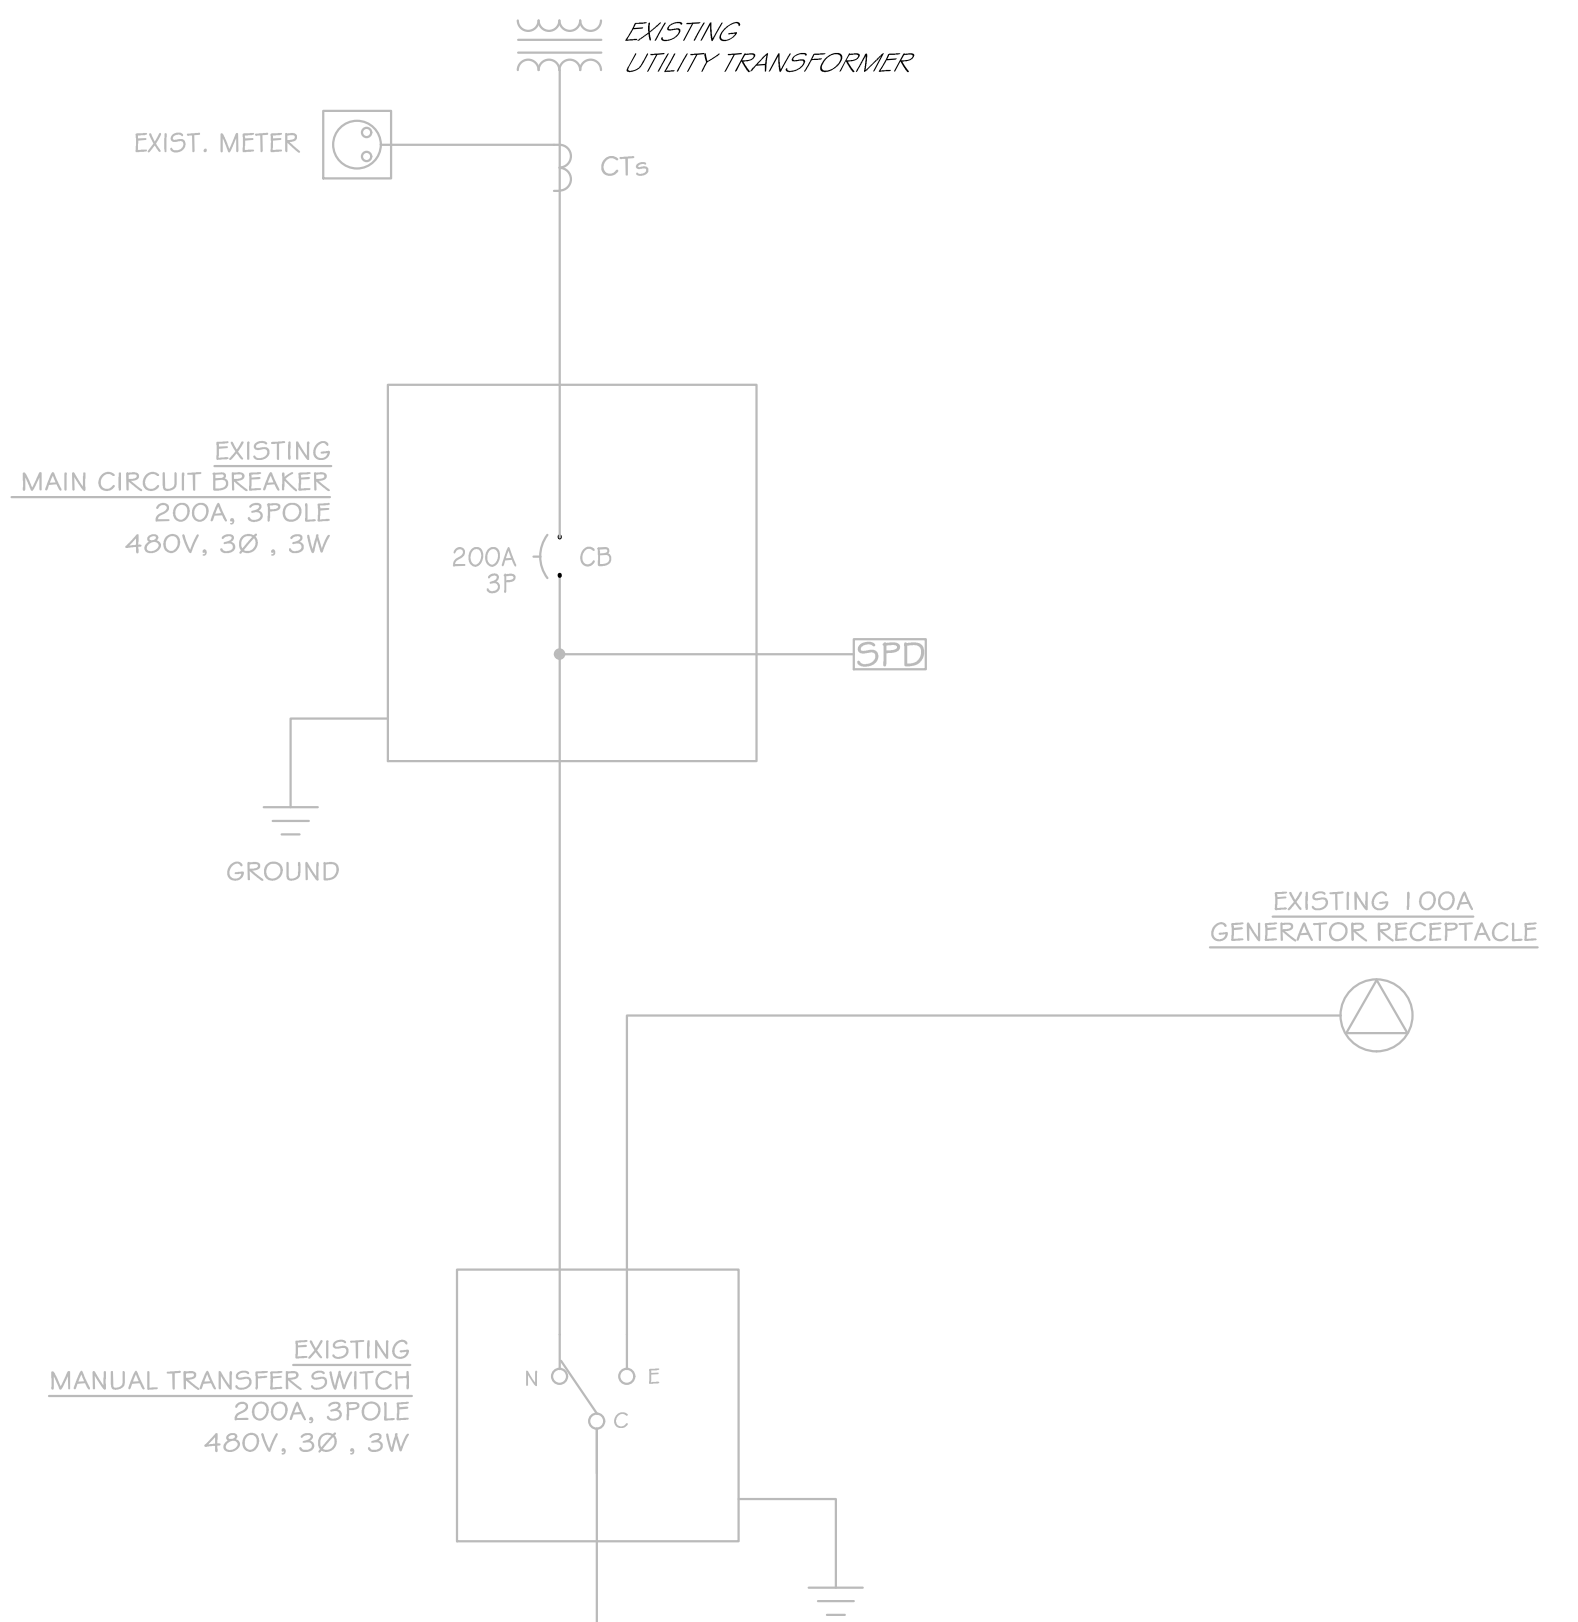 EXISTING
UTILITY TRANSFORMER
EXIST. METER
CTs
EXISTING
MAIN CIRCUIT BREAKER
200A, 3POLE
480V, 3Ø , 3W
200A
3P
CB
SPD
GROUND
EXISTING 100A
GENERATOR RECEPTACLE
EXISTING
MANUAL TRANSFER SWITCH
200A, 3POLE
480V, 3Ø , 3W
N
E
C